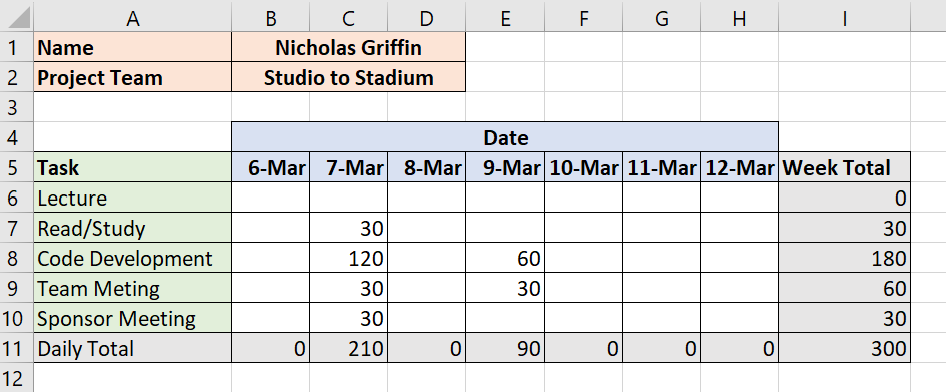 A B C D E F G H I
1 Name Nicholas Griffin
2 Project Team Studio to Stadium
3
4 Date
5 Task 6-Mar 7-Mar 8-Mar 9-Mar 10-Mar 11-Mar 12-Mar Week Total
6 Lecture 0
7 Read/Study 30 30
8 Code Development 120 60 180
9 Team Meting 30 30 60
10 Sponsor Meeting 30 30
11 Daily Total 0 210 0 90 0 0 0 300
12